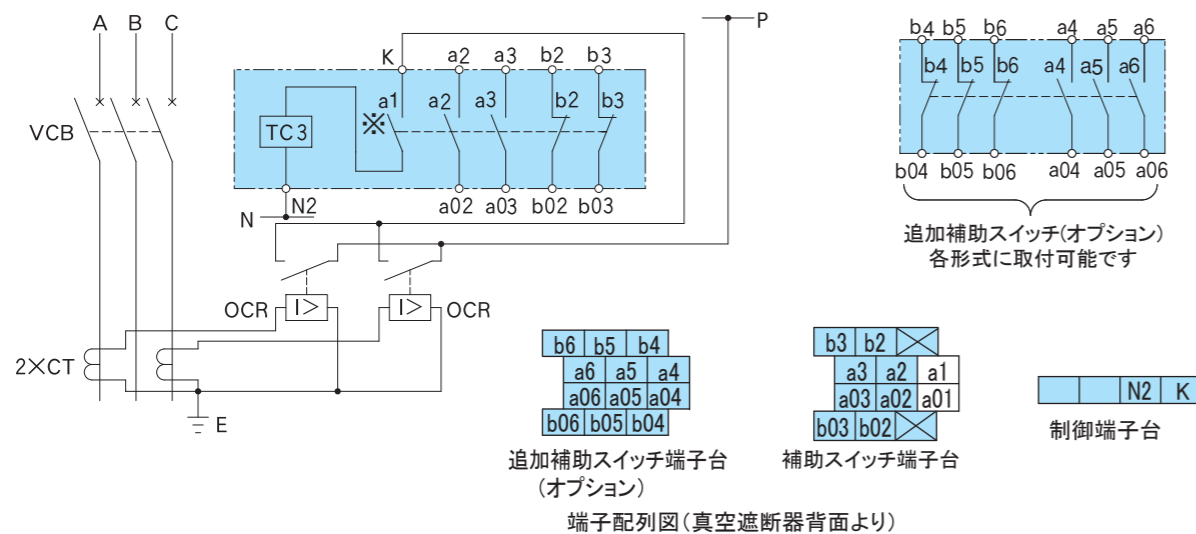 A B C
P
VCB
K a2 a3 b2 b3
TC3
※
a1 a2 a3 b2 b3
N N2
a02 a03 b02 b03
OCR I> I> OCR
2×CT
E
b4 b5 b6 a4 a5 a6
b4 b5 b6 a4 a5 a6
b04 b05 b06 a04 a05 a06
追加補助スイッチ(オプション)
各形式に取付可能です
b6 b5 b4
a6 a5 a4
a06 a05 a04
b06 b05 b04
追加補助スイッチ端子台
(オプション)
b3 b2
a3 a2 a1
a03 a02 a01
b03 b02
補助スイッチ端子台
N2 K
制御端子台
端子配列図(真空遮断器背面より)